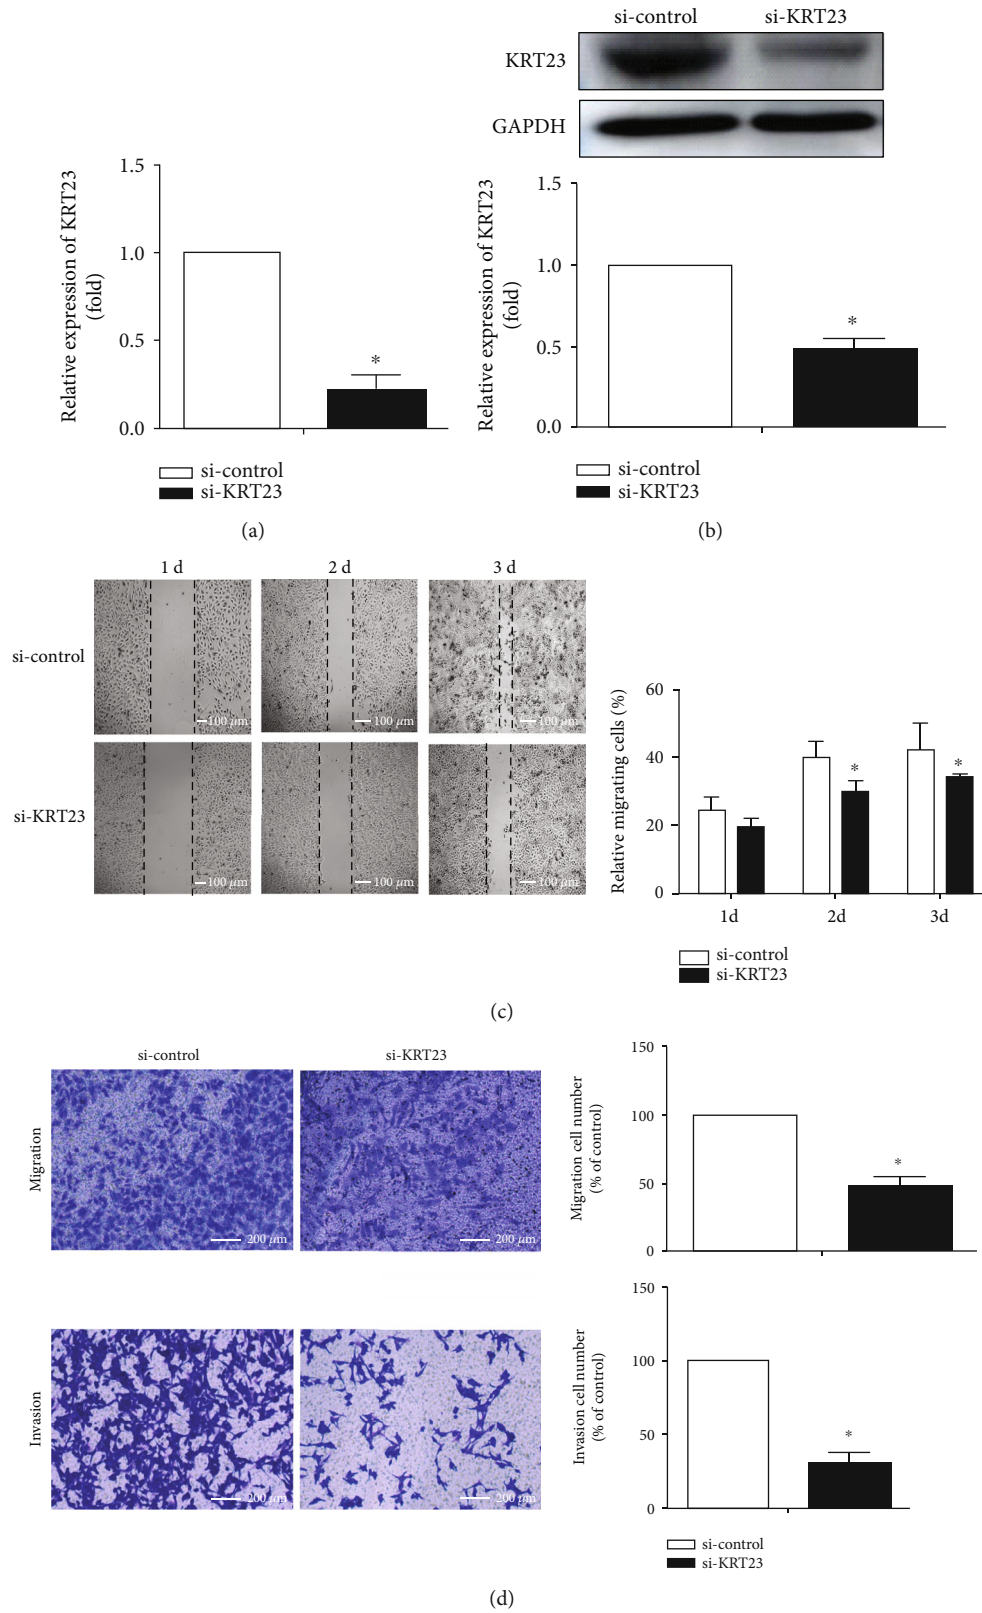 si-control si-KRT23
KRT23
GAPDH
Relative expression of KRT23
(fold)
1.5
1.0
0.5
0.0
*
si-control
si-KRT23
(a)
Relative expression of KRT23
(fold)
1.5
1.0
0.5
0.0
*
si-control
si-KRT23
(b)
1 d 2 d 3 d
si-control
100 μm 100 μm 100 μm
si-KRT23
100 μm 100 μm 100 μm
Relative migrating cells (%)
60
40
20
0
* *
1d 2d 3d
si-control
si-KRT23
(c)
si-control si-KRT23
Migration
200 μm 200 μm
Migration cell number
(% of control)
150
100
50
0
*
Invasion
200 μm 200 μm
Invasion cell number
(% of control)
150
100
50
0
*
si-control
si-KRT23
(d)